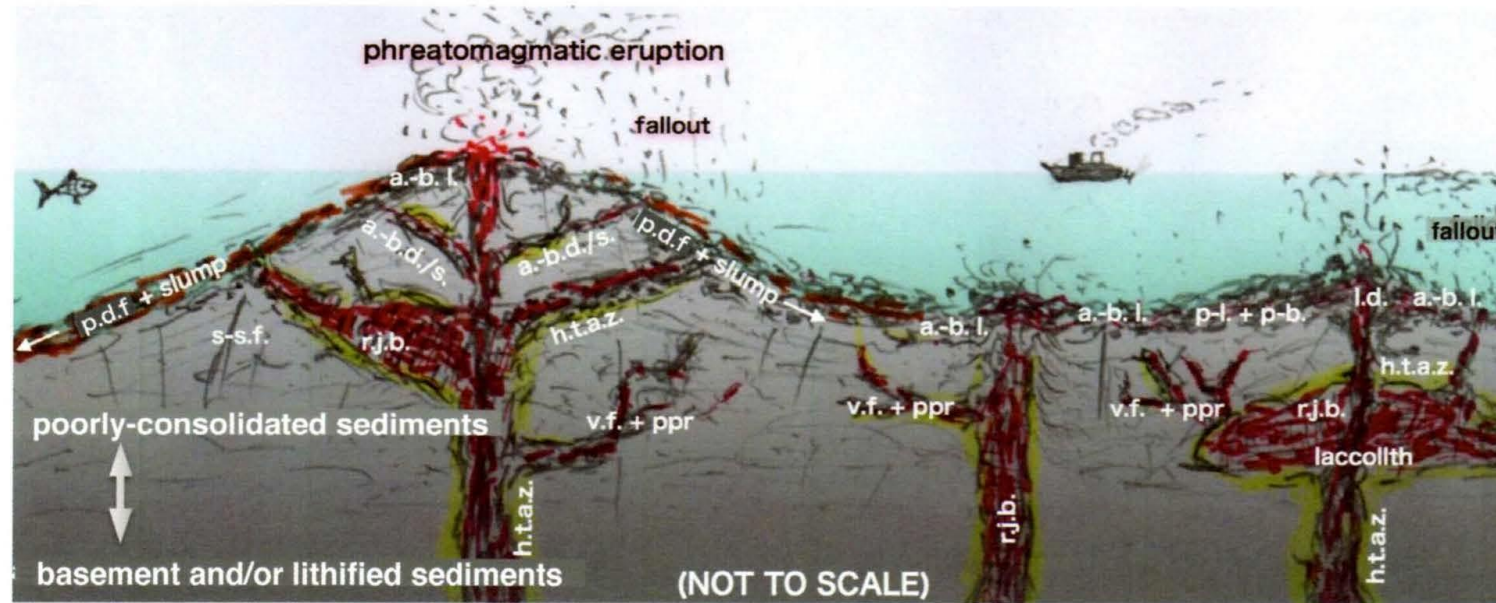 phreatomagmatic eruption
fallout
a.-b. l.
fallout
a.-b.d./s.
a.-b.d./s.
p.d.f + slump
p.d.f + slump
l.d.
a.-b. l.
a.-b. l.
a.-b. l.
p-l. + p-b.
s-s.f.
r.j.b.
h.t.a.z.
h.t.a.z.
v.f. + ppr
v.f. + ppr
v.f. + ppr
r.j.b.
laccolith
poorly-consolidated sediments
h.t.a.z.
r.j.b.
h.t.a.z.
basement and/or lithified sediments
(NOT TO SCALE)